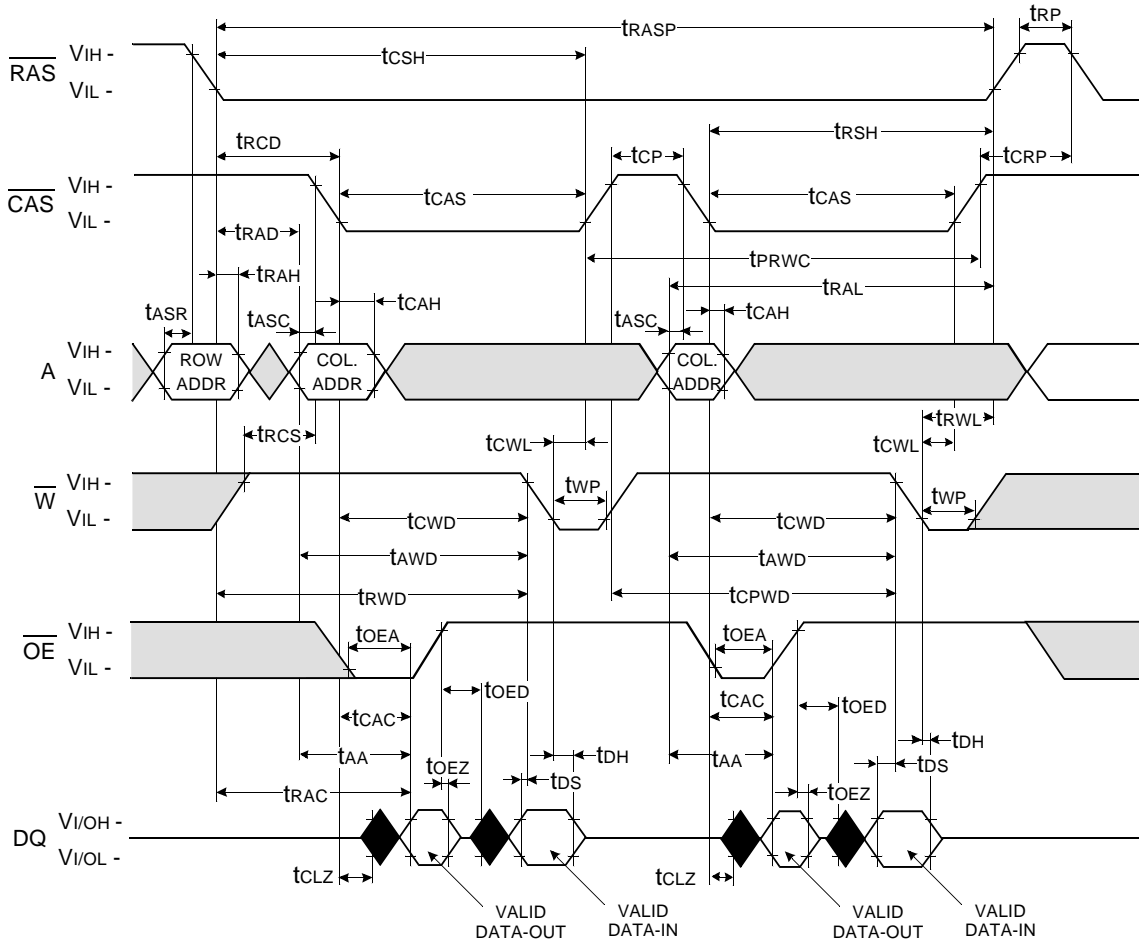 tRASP
tRP
tCSH
RAS
VIH -
VIL -
tRCD
tRSH
tCP
tCRP
CAS
VIH -
VIL -
tCAS
tCAS
tRAD
tPRWC
tRAH
tRAL
tASR
tASC
tCAH
tASC
tCAH
A
VIH -
VIL -
ROW
ADDR
COL.
ADDR
COL.
ADDR
tRWL
tRCS
tCWL
tCWL
W
VIH -
VIL -
tWP
tWP
tCWD
tCWD
tAWD
tAWD
tRWD
tCPWD
OE
VIH -
VIL -
tOEA
tOEA
tOED
tOED
tCAC
tCAC
tAA
tDH
tAA
tDH
tOEZ
tDS
tDS
tRAC
tOEZ
DQ
VI/OH -
VI/OL -
tCLZ
tCLZ
VALID
DATA-OUT
VALID
DATA-IN
VALID
DATA-OUT
VALID
DATA-IN